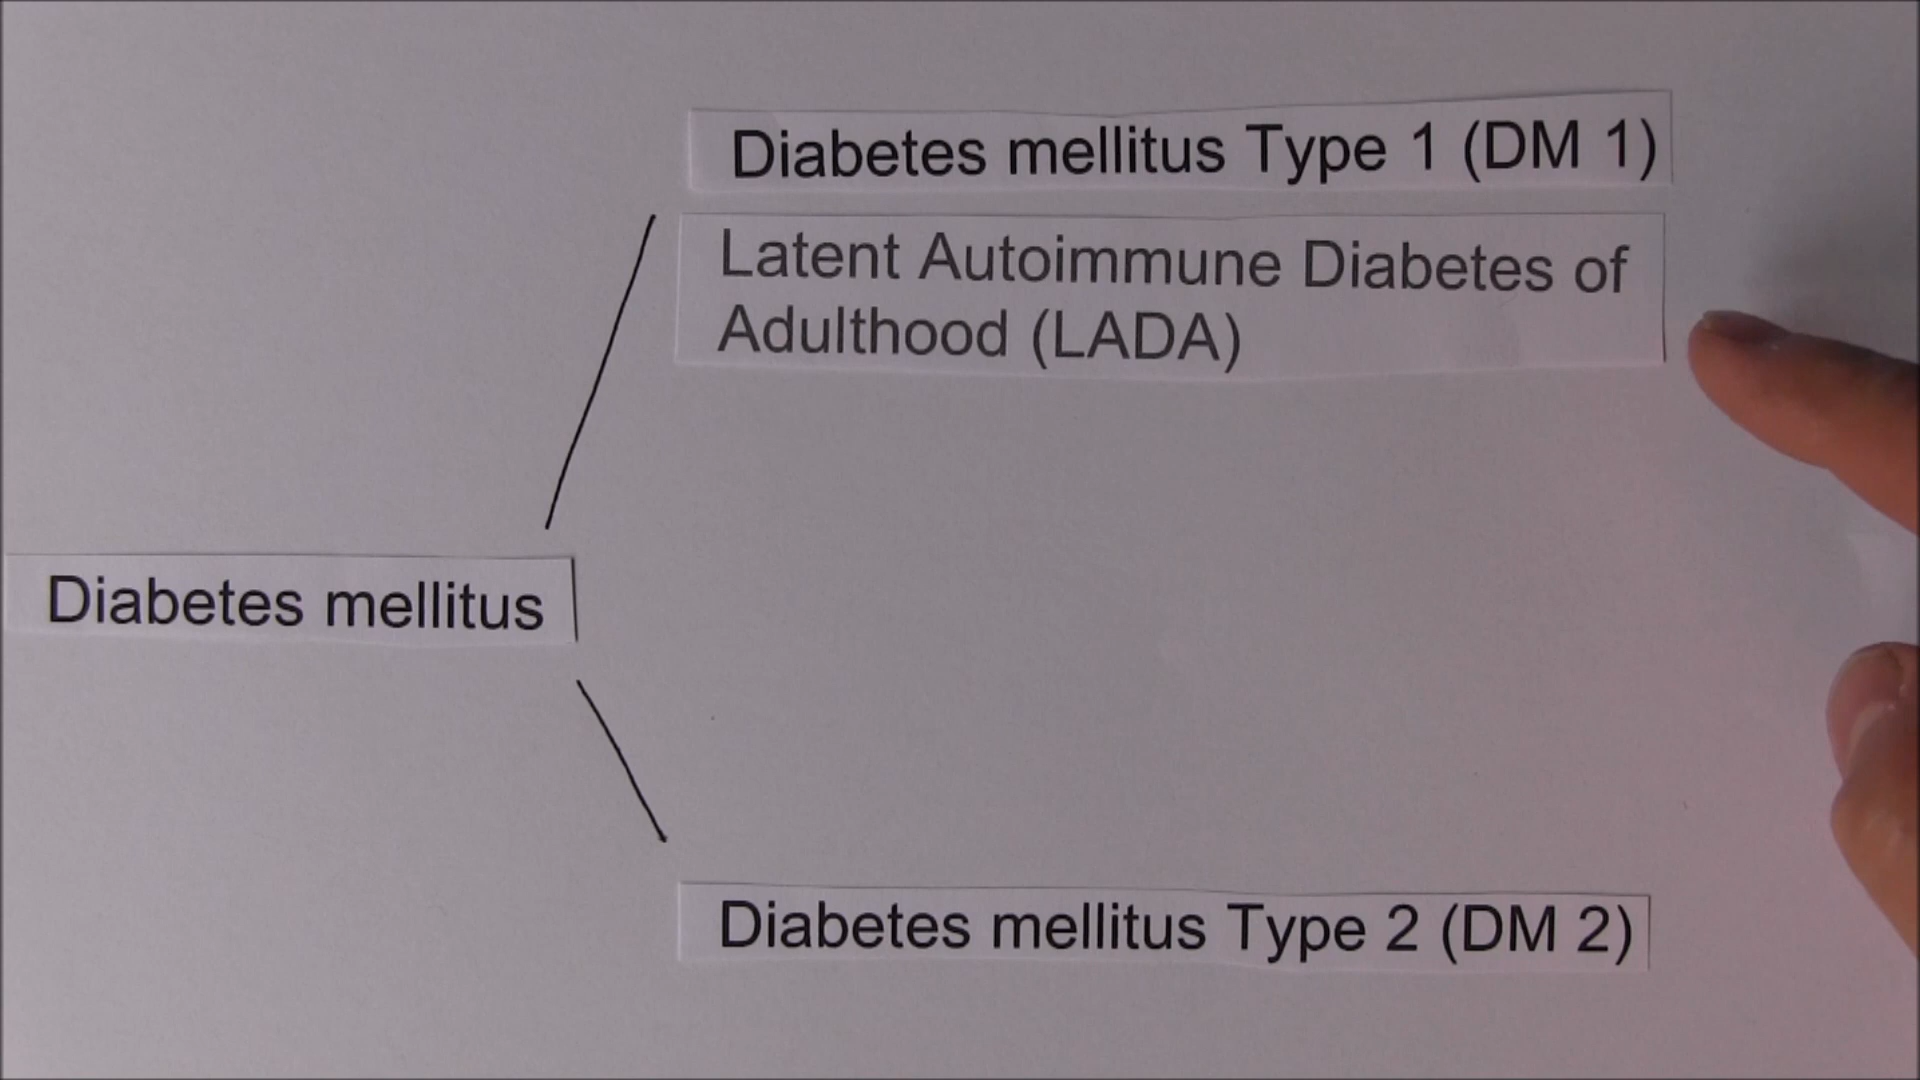 Diabetes mellitus Type 1 (DM 1)
Latent Autoimmune Diabetes of
Adulthood (LADA)
Diabetes mellitus
Diabetes mellitus Type 2 (DM 2)